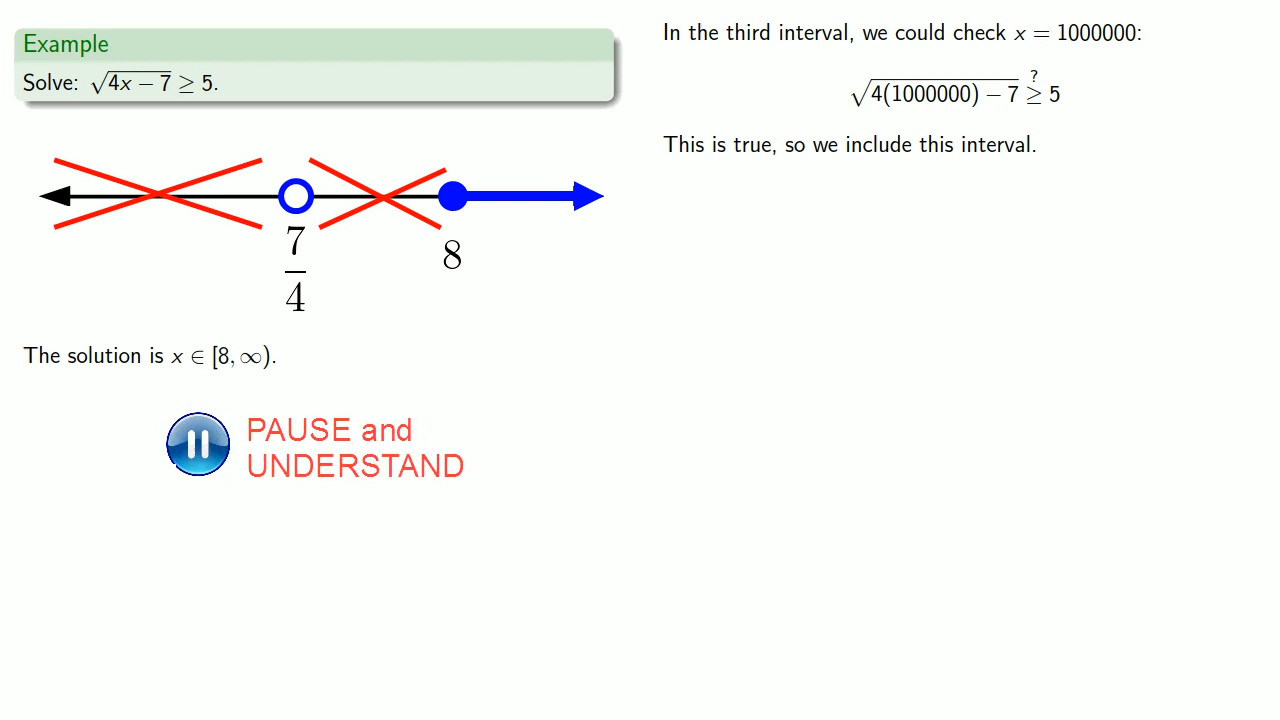 Example
Solve: √4x − 7 ≥ 5.
7
4
8
The solution is x ∈ [8, ∞).
PAUSE and
UNDERSTAND
In the third interval, we could check x = 1000000:
?
√4(1000000) − 7 ≥ 5
This is true, so we include this interval.